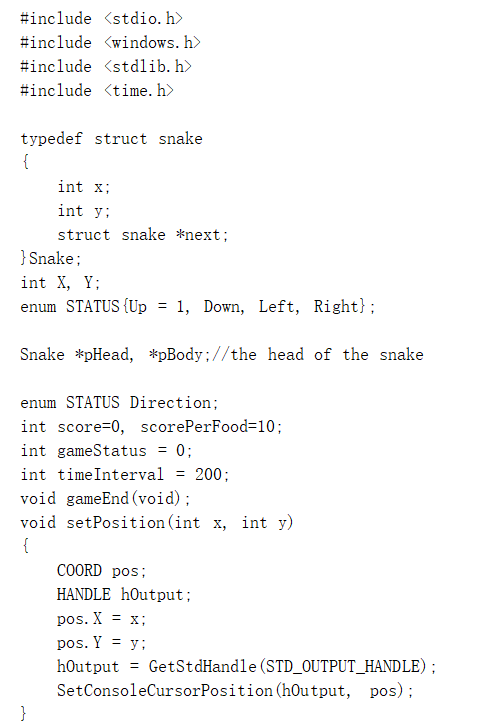 #include <stdio.h>
#include <windows.h>
#include <stdlib.h>
#include <time.h>

typedef struct snake
{
    int x;
    int y;
    struct snake *next;
}Snake;
int X, Y;
enum STATUS{Up = 1, Down, Left, Right};

Snake *pHead, *pBody;//the head of the snake

enum STATUS Direction;
int score=0, scorePerFood=10;
int gameStatus = 0;
int timeInterval = 200;
void gameEnd(void);
void setPosition(int x, int y)
{
    COORD pos;
    HANDLE hOutput;
    pos.X = x;
    pos.Y = y;
    hOutput = GetStdHandle(STD_OUTPUT_HANDLE);
    SetConsoleCursorPosition(hOutput, pos);
}